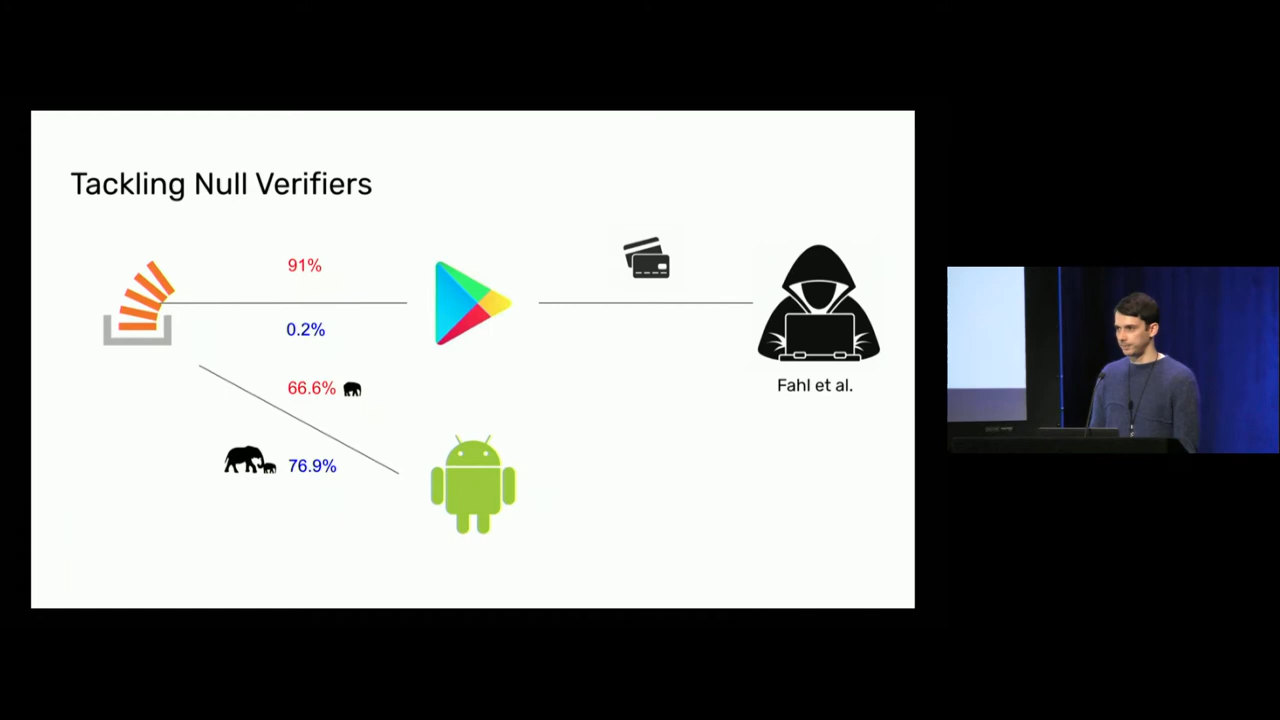 Tackling Null Verifiers
91%
0.2%
66.6%
76.9%
Fahl et al.